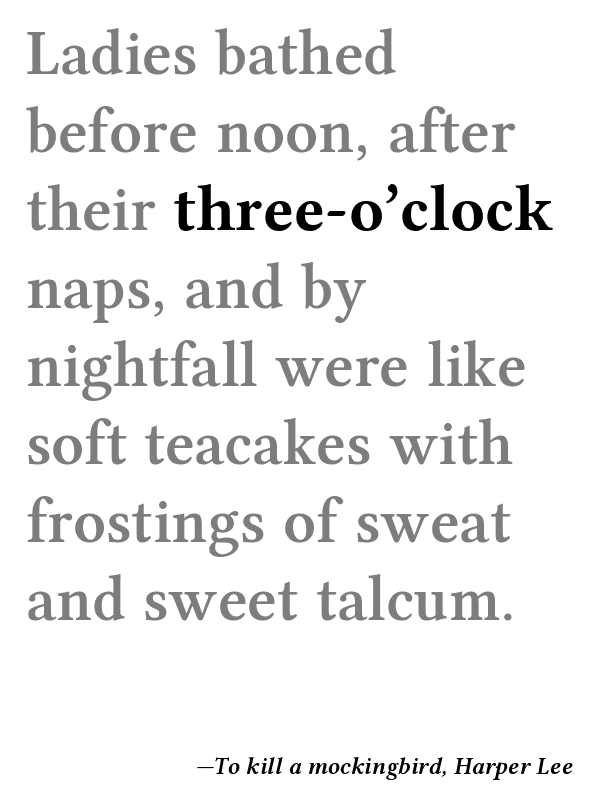 Ladies bathed
before noon, after
their three-o’clock
naps, and by
nightfall were like
soft teacakes with
frostings of sweat
and sweet talcum.
—To kill a mockingbird, Harper Lee